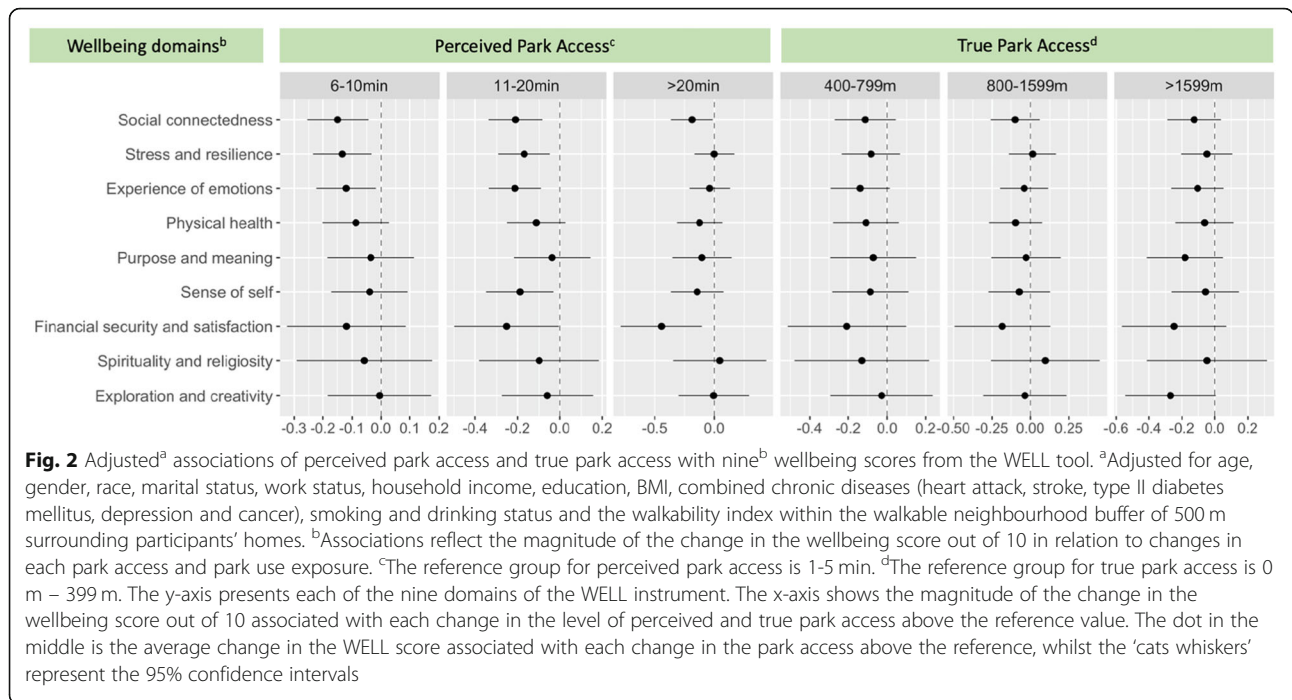 Wellbeing domainsᵇ Perceived Park Accessᶜ True Park Accessᵈ
6-10min 11-20min >20min 400-799m 800-1599m >1599m
Social connectedness
Stress and resilience
Experience of emotions
Physical health
Purpose and meaning
Sense of self
Financial security and satisfaction
Spirituality and religiosity
Exploration and creativity
-0.3 -0.2 -0.1 0.0 0.1 0.2 -0.4 -0.2 0.0 0.2 -0.5 0.0 -0.4 -0.2 0.0 0.2 -0.50 -0.25 0.00 0.25 -0.4 -0.2 0.0 0.2
Fig. 2 Adjustedᵃ associations of perceived park access and true park access with nineᵇ wellbeing scores from the WELL tool. ᵃAdjusted for age,
gender, race, marital status, work status, household income, education, BMI, combined chronic diseases (heart attack, stroke, type II diabetes
mellitus, depression and cancer), smoking and drinking status and the walkability index within the walkable neighbourhood buffer of 500 m
surrounding participants' homes. ᵇAssociations reflect the magnitude of the change in the wellbeing score out of 10 in relation to changes in
each park access and park use exposure. ᶜThe reference group for perceived park access is 1-5 min. ᵈThe reference group for true park access is 0
m – 399 m. The y-axis presents each of the nine domains of the WELL instrument. The x-axis shows the magnitude of the change in the
wellbeing score out of 10 associated with each change in the level of perceived and true park access above the reference value. The dot in the
middle is the average change in the WELL score associated with each change in the park access above the reference, whilst the 'cats whiskers'
represent the 95% confidence intervals